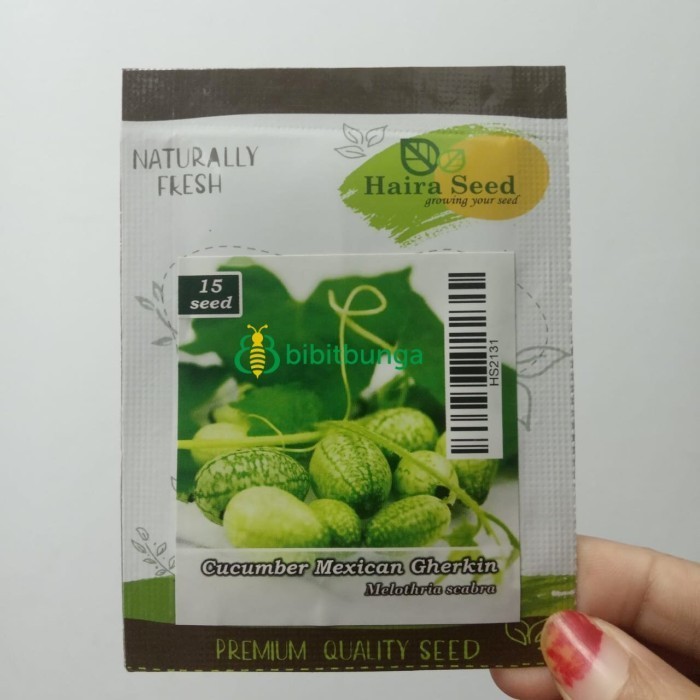 NATURALLY
FRESH
Haira Seed
growing your seed
15
seed
bibitbunga
HS2131
Cucumber Mexican Gherkin
Melothria scabra
PREMIUM QUALITY SEED